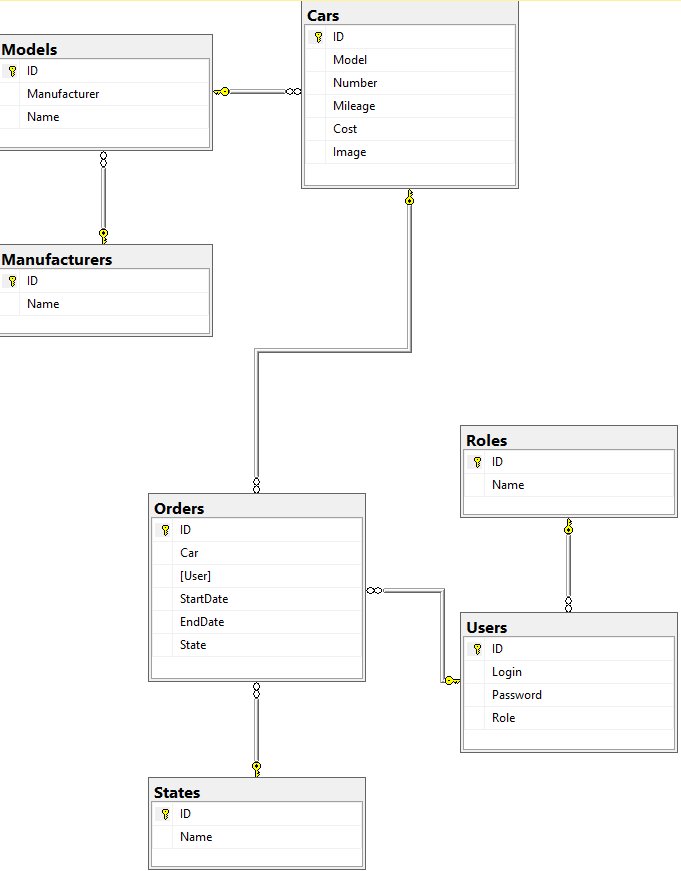 Cars
ID
Model
Number
Mileage
Cost
Image
Models
ID
Manufacturer
Name
Manufacturers
ID
Name
Roles
ID
Name
Orders
ID
Car
[User]
StartDate
EndDate
State
Users
ID
Login
Password
Role
States
ID
Name